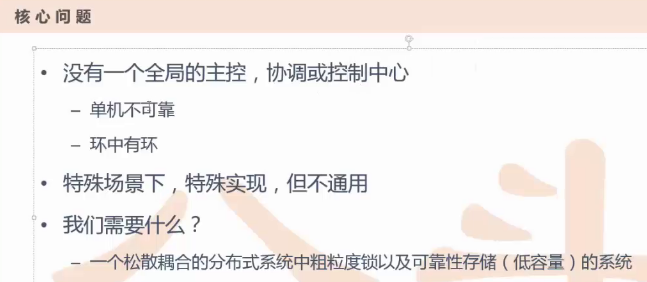 核心问题
• 没有一个全局的主控，协调或控制中心
– 单机不可靠
– 环中有环
• 特殊场景下，特殊实现，但不通用
• 我们需要什么？
– 一个松散耦合的分布式系统中粗粒度锁以及可靠性存储（低容量）的系统